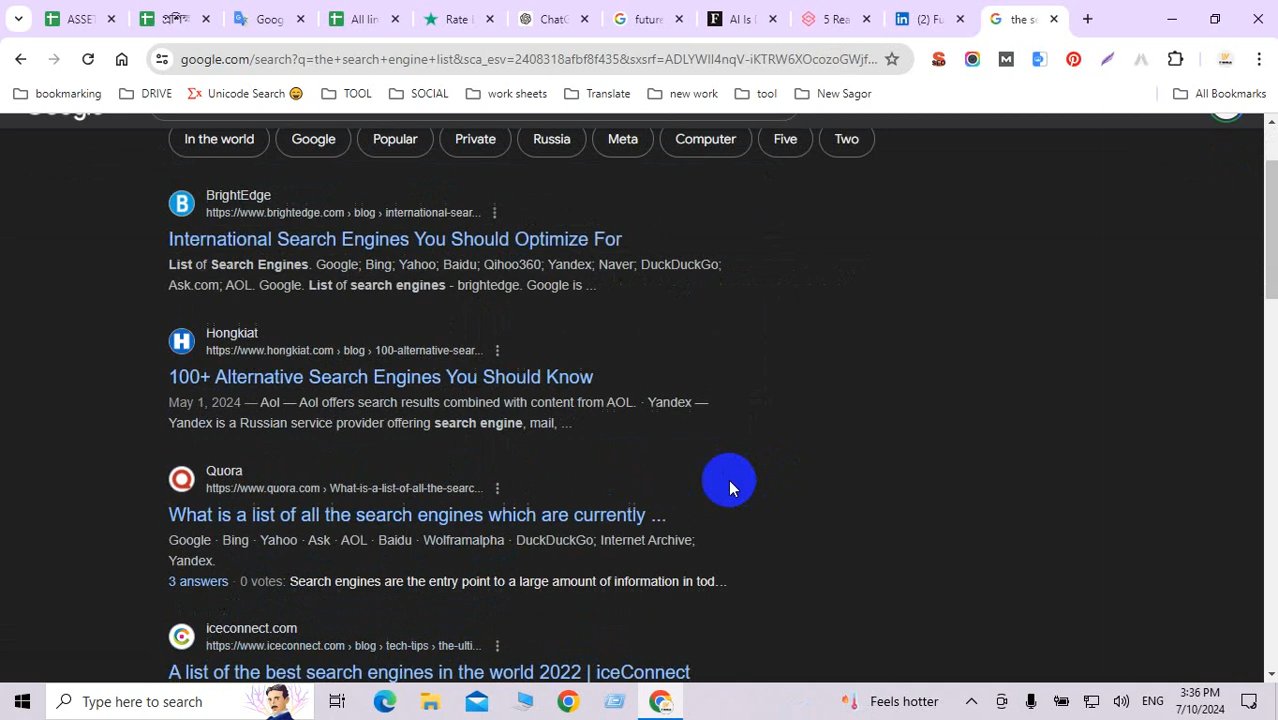 ASSET
প্রশিক্ষ
Goog
All lin
Rate
ChatG
future
AI Is
5 Rea
(2) Fu
the se
google.com/search?q=the+search+engine+list&sca_esv=2408318afbf8f435&sxsrf=ADLYWIl4nqV-iKTRW6XOcozoGWjf...
bookmarking
DRIVE
Unicode Search
TOOL
SOCIAL
work sheets
Translate
new work
tool
New Sagor
All Bookmarks
In the world
Google
Popular
Private
Russia
Meta
Computer
Five
Two
BrightEdge
https://www.brightedge.com › blog › international-sear...
International Search Engines You Should Optimize For
List of Search Engines. Google; Bing; Yahoo; Baidu; Qihoo360; Yandex; Naver; DuckDuckGo;
Ask.com; AOL. Google. List of search engines - brightedge. Google is ...
Hongkiat
https://www.hongkiat.com › blog › 100-alternative-sear...
100+ Alternative Search Engines You Should Know
May 1, 2024 — Aol — Aol offers search results combined with content from AOL. · Yandex —
Yandex is a Russian service provider offering search engine, mail, ...
Quora
https://www.quora.com › What-is-a-list-of-all-the-searc...
What is a list of all the search engines which are currently ...
Google · Bing · Yahoo · Ask · AOL · Baidu · Wolframalpha · DuckDuckGo; Internet Archive;
Yandex.
3 answers · 0 votes: Search engines are the entry point to a large amount of information in tod...
iceconnect.com
https://www.iceconnect.com › blog › tech-tips › the-ulti...
A list of the best search engines in the world 2022 | iceConnect
Type here to search
Feels hotter
ENG
3:36 PM
7/10/2024